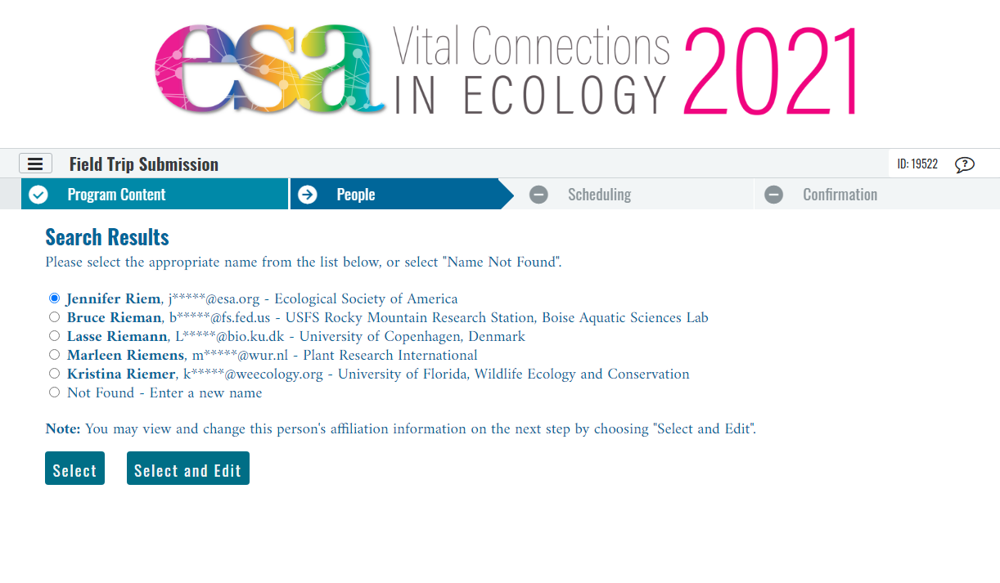 esa Vital Connections IN ECOLOGY 2021
Field Trip Submission ID: 19522 ?
Program Content People Scheduling Confirmation
Search Results
Please select the appropriate name from the list below, or select "Name Not Found".
Jennifer Riem, j*****@esa.org - Ecological Society of America
Bruce Rieman, b*****@fs.fed.us - USFS Rocky Mountain Research Station, Boise Aquatic Sciences Lab
Lasse Riemann, L*****@bio.ku.dk - University of Copenhagen, Denmark
Marleen Riemens, m*****@wur.nl - Plant Research International
Kristina Riemer, k*****@weecology.org - University of Florida, Wildlife Ecology and Conservation
Not Found - Enter a new name
Note: You may view and change this person's affiliation information on the next step by choosing "Select and Edit".
Select Select and Edit